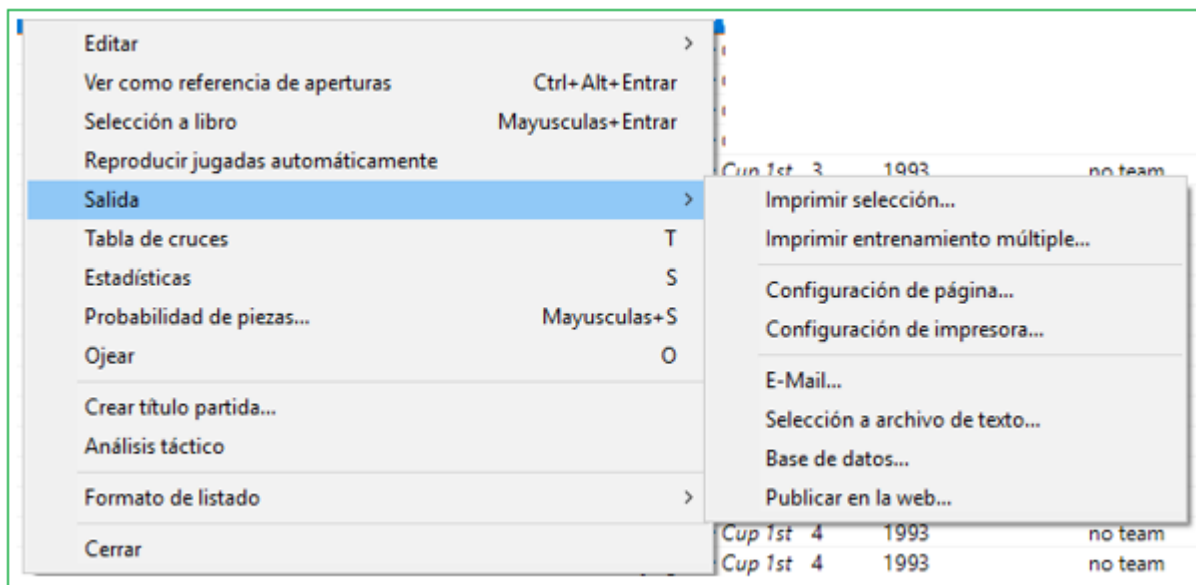 Editar >
Ver como referencia de aperturas Ctrl+Alt+Entrar
Selección a libro Mayusculas+Entrar
Reproducir jugadas automáticamente
Cup 1st 3 1993 no team
Salida >
Tabla de cruces T
Estadísticas S
Probabilidad de piezas... Mayusculas+S
Ojear O
Crear título partida...
Análisis táctico
Formato de listado >
Cerrar
Imprimir selección...
Imprimir entrenamiento múltiple...
Configuración de página...
Configuración de impresora...
E-Mail...
Selección a archivo de texto...
Base de datos...
Publicar en la web...
Cup 1st 4 1993 no team
Cup 1st 4 1993 no team